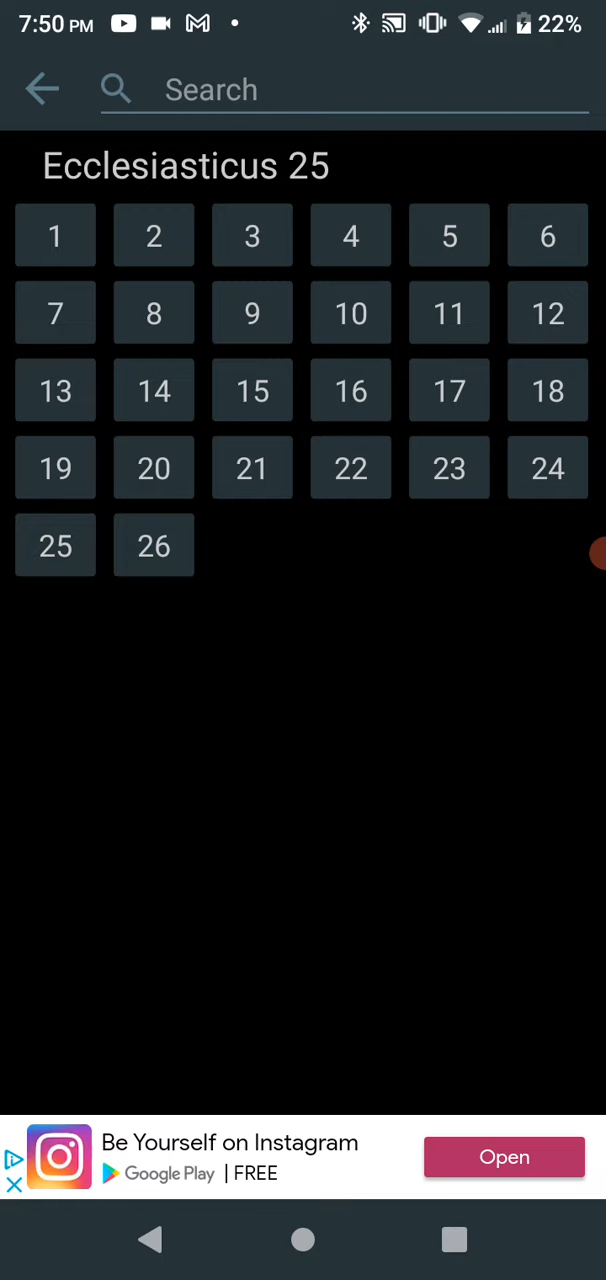 7:50 PM 22%
Search
Ecclesiasticus 25
1 2 3 4 5 6
7 8 9 10 11 12
13 14 15 16 17 18
19 20 21 22 23 24
25 26
Be Yourself on Instagram
Google Play | FREE
Open